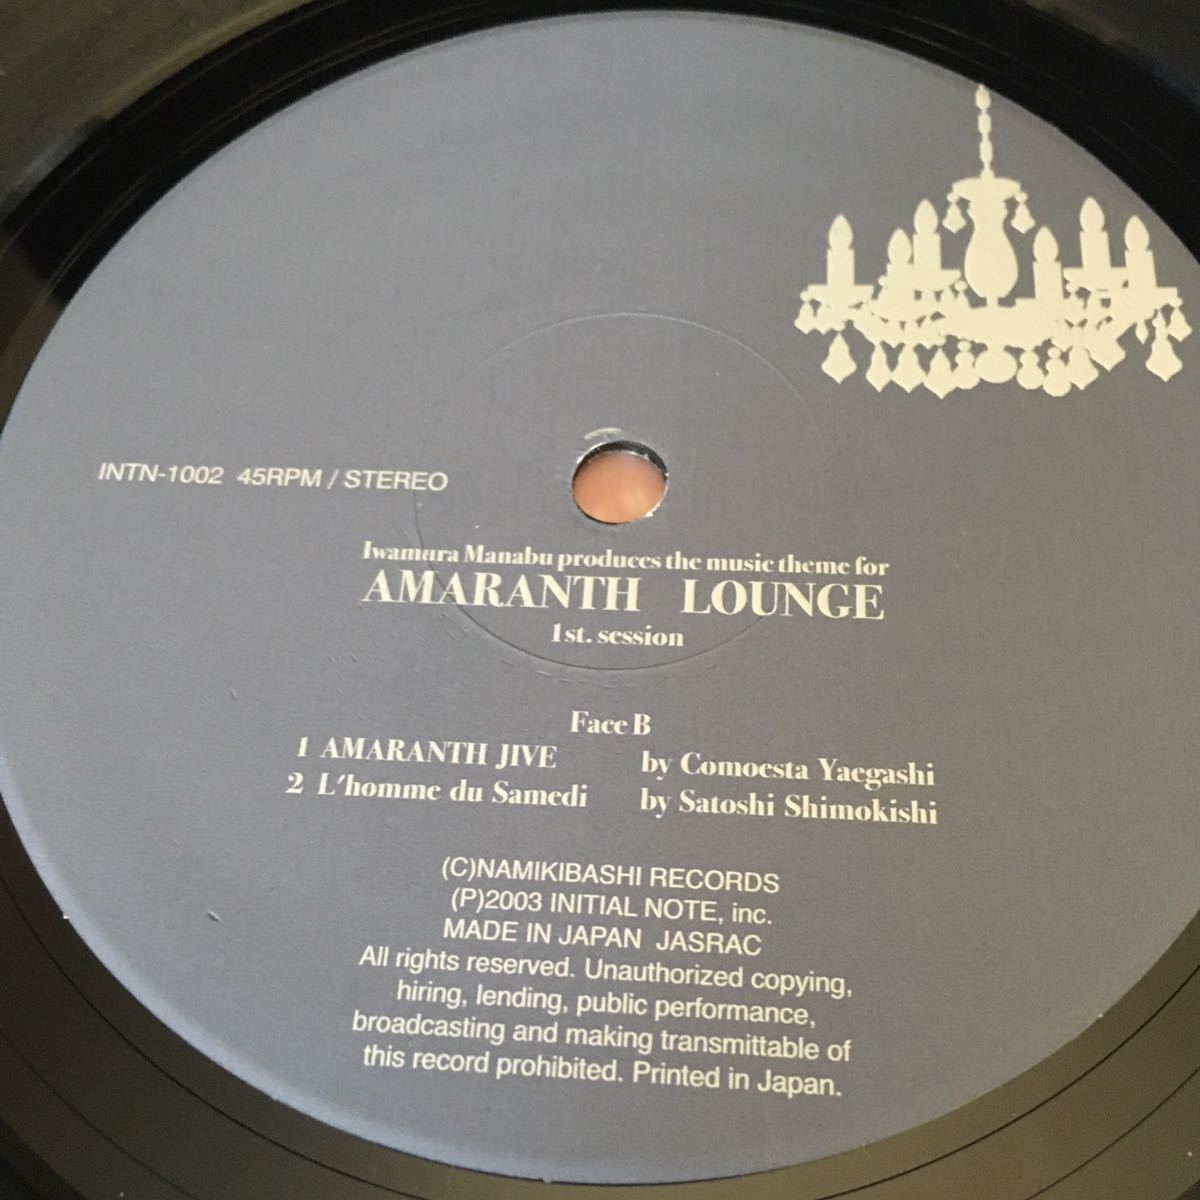 INTN-1002 45RPM / STEREO
Iwamura Manabu produces the music theme for
AMARANTH LOUNGE
1st. session
Face B
1 AMARANTH JIVE by Comoesta Yaegashi
2 L'homme du Samedi by Satoshi Shimokishi
(C)NAMIKIBASHI RECORDS
(P)2003 INITIAL NOTE, inc.
MADE IN JAPAN JASRAC
All rights reserved. Unauthorized copying,
hiring, lending, public performance,
broadcasting and making transmittable of
this record prohibited. Printed in Japan.